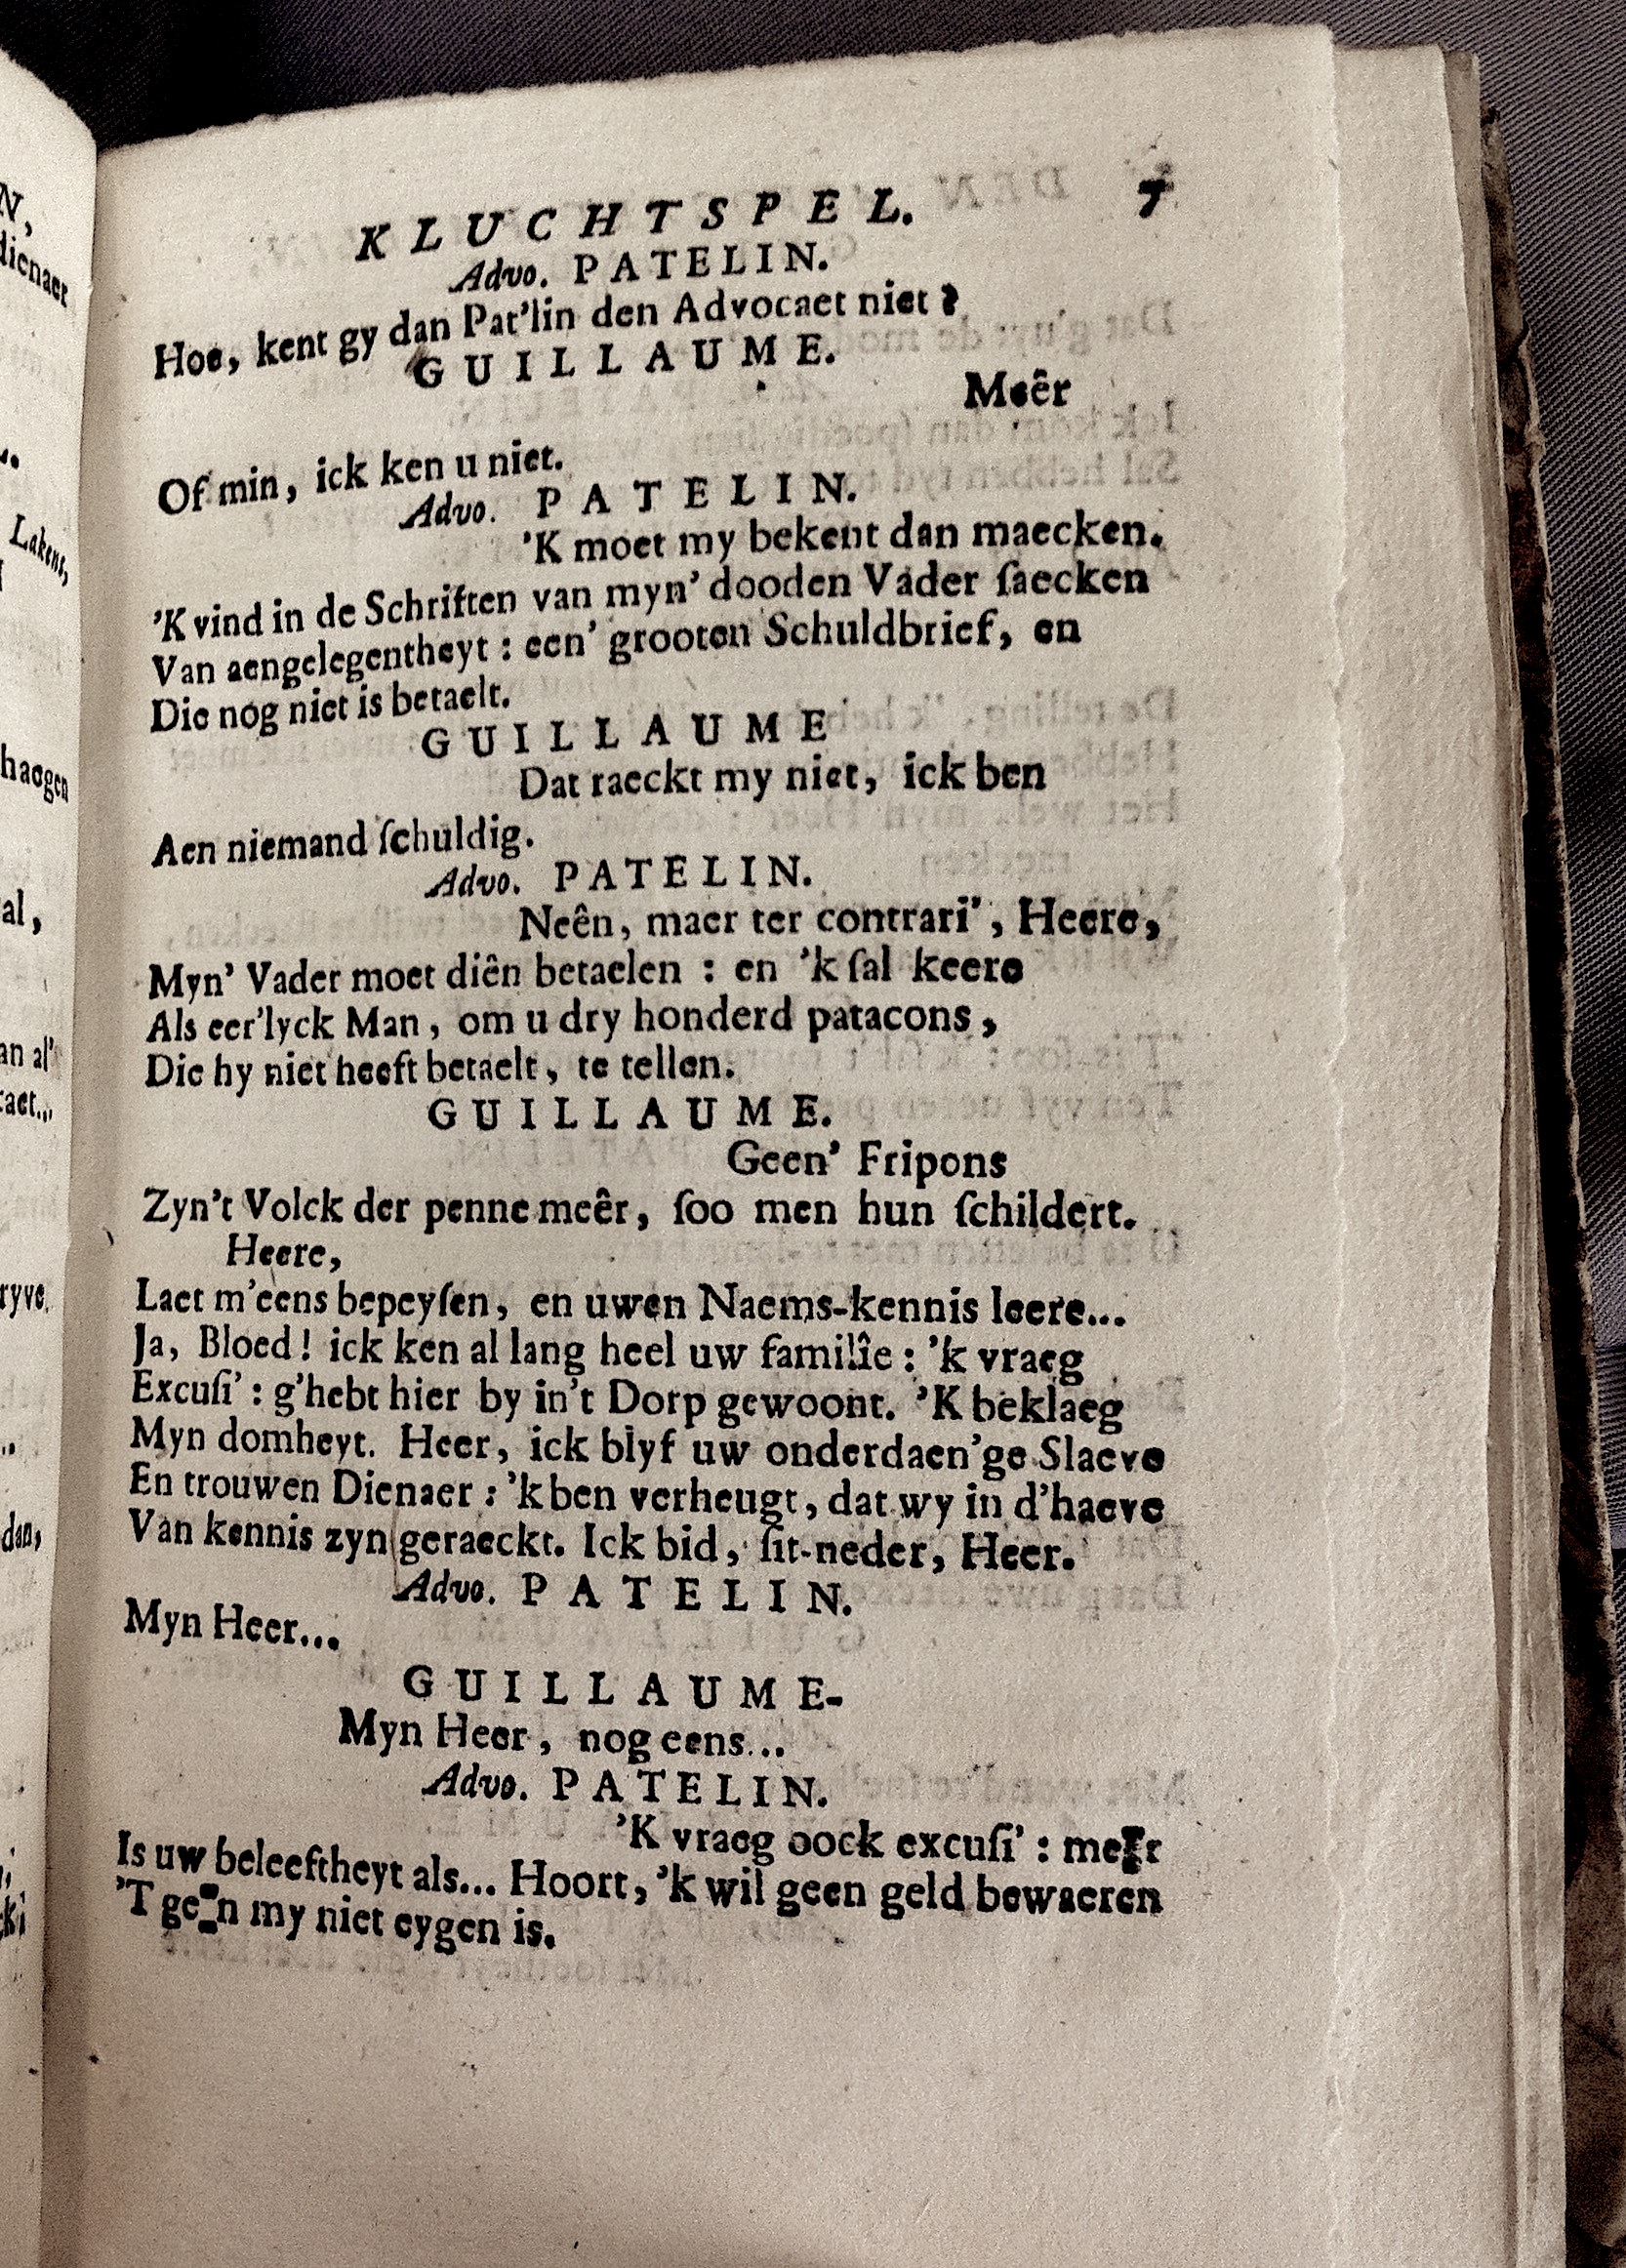 KLUCHTSPEL. 7
Advo. PATELIN.
Hoe, kent gy dan Pat'lin den Advocaet niet?
GUILLAUME.
Meêr
Of min, ick ken u niet.
Advo. PATELIN.
'K moet my bekent dan maecken.
'K vind in de Schriften van myn' dooden Vader ſaecken
Van aengelegentheyt : een' grooten Schuldbrief, en
Die nog niet is betaelt.
GUILLAUME
Dat raeckt my niet, ick ben
Aen niemand ſchuldig.
Advo. PATELIN.
Neên, maer ter contrari', Heere,
Myn' Vader moet diên betaelen : en 'k ſal keere
Als eer'lyck Man, om u dry honderd patacons,
Die hy niet heeft betaelt, te tellen.
GUILLAUME.
Geen' Fripons
Zyn't Volck der penne meêr, ſoo men hun ſchildert.
Heere,
Laet m'eens bepeyſen, en uwen Naems-kennis leere...
Ja, Bloed! ick ken al lang heel uw familîe : 'k vraeg
Excuſi' : g'hebt hier by in't Dorp gewoont. 'K beklaeg
Myn domheyt. Heer, ick blyf uw onderdaen'ge Slaeve
En trouwen Dienaer : 'k ben verheugt, dat wy in d'haeve
Van kennis zyn geraeckt. Ick bid, ſit-neder, Heer.
Advo. PATELIN.
Myn Heer...
GUILLAUME-
Myn Heer, nog eens...
Advo. PATELIN.
'K vraeg oock excuſi' :
Is uw beleeftheyt als... Hoort, 'k wil geen geld bewaeren
'T my niet eygen is.